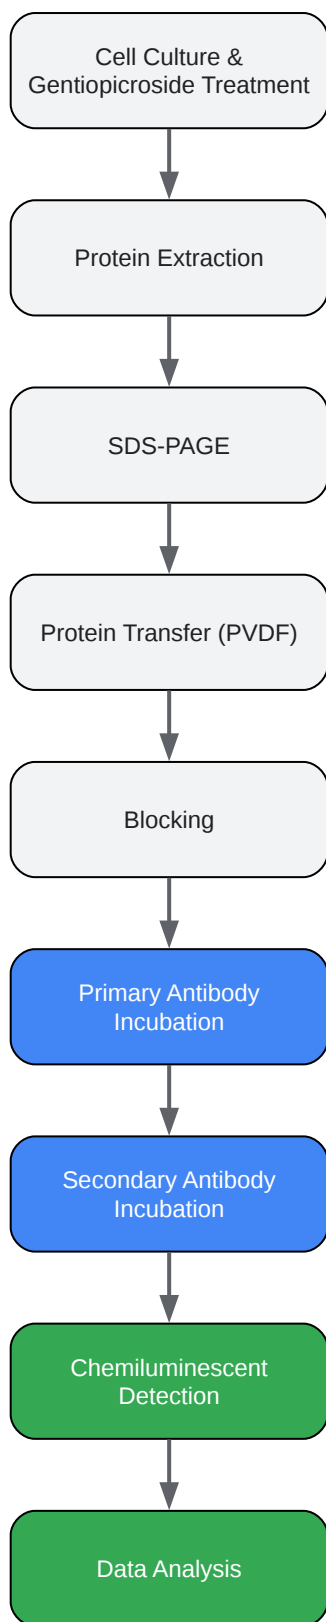 Cell Culture &
Gentiopicroside Treatment
Protein Extraction
SDS-PAGE
Protein Transfer (PVDF)
Blocking
Primary Antibody
Incubation
Secondary Antibody
Incubation
Chemiluminescent
Detection
Data Analysis